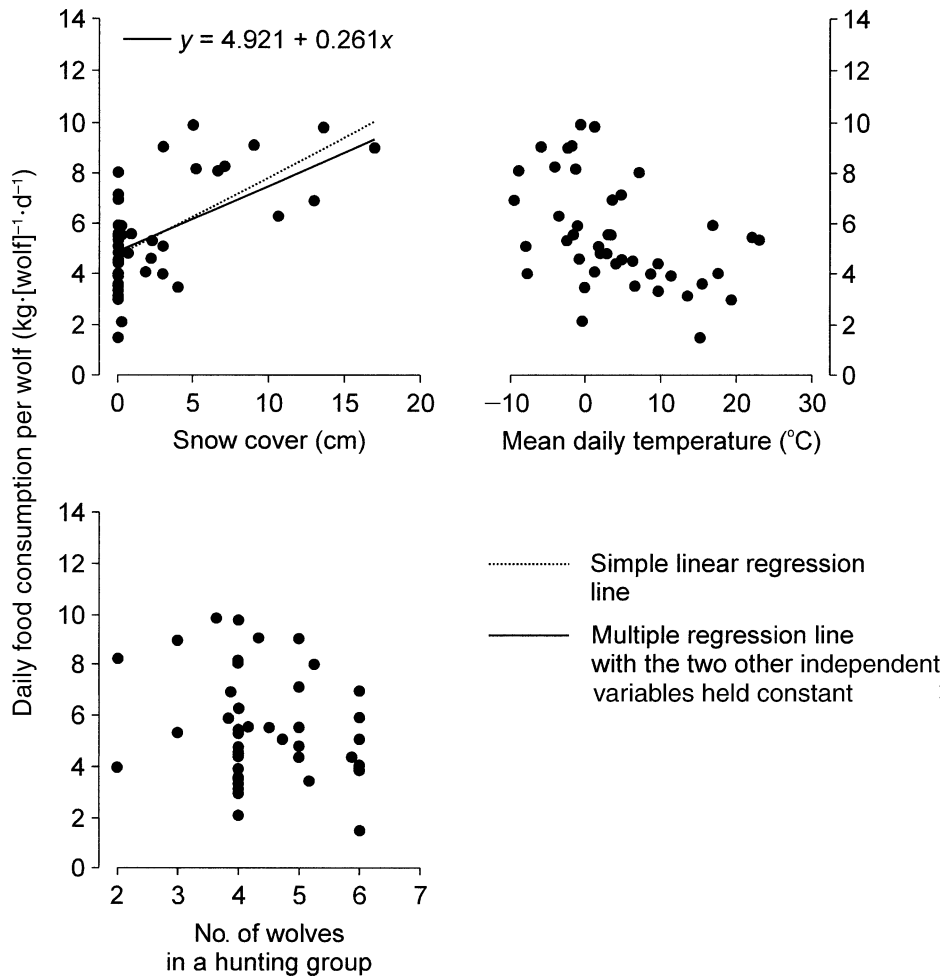 Daily food consumption per wolf (kg·[wolf]⁻¹·d⁻¹)
14
12
10
8
6
4
2
0
y = 4.921 + 0.261x
0 5 10 15 20
Snow cover (cm)
14
12
10
8
6
4
2
0
−10 0 10 20 30
Mean daily temperature (°C)
14
12
10
8
6
4
2
0
2 3 4 5 6 7
No. of wolves
in a hunting group
Simple linear regression
line
Multiple regression line
with the two other independent
variables held constant